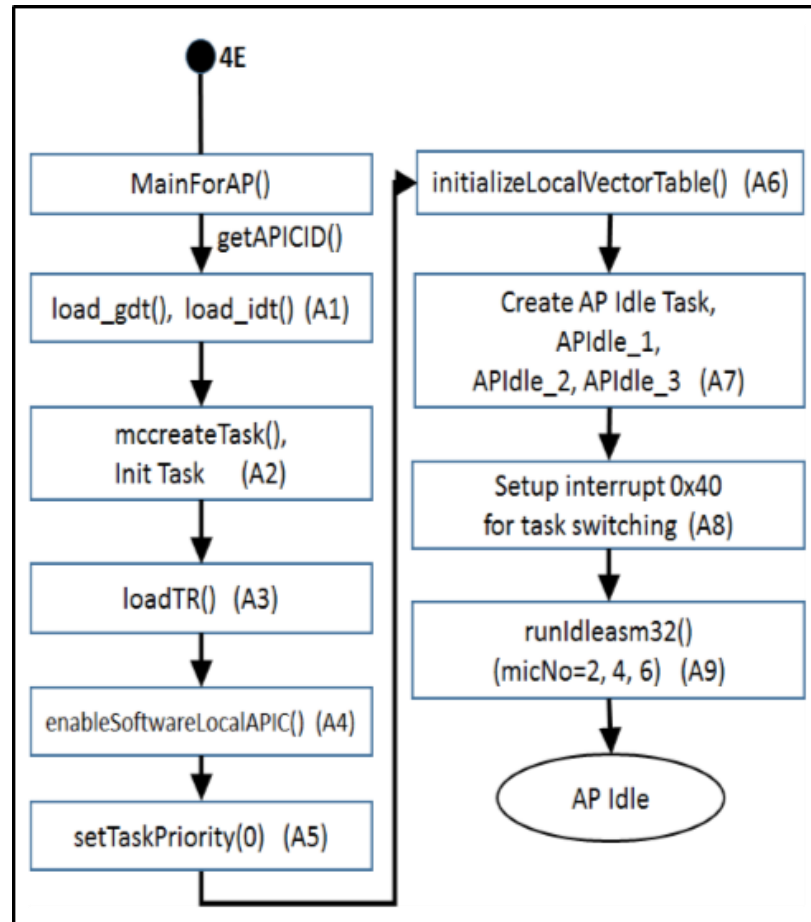 4E
MainForAP()
getAPICID()
load_gdt(), load_idt() (A1)
mccreateTask(),
Init Task (A2)
loadTR() (A3)
enableSoftwareLocalAPIC() (A4)
setTaskPriority(0) (A5)
initializeLocalVectorTable() (A6)
Create AP Idle Task,
APIdle_1,
APIdle_2, APIdle_3 (A7)
Setup interrupt 0x40
for task switching (A8)
runIdleasm32()
(micNo=2, 4, 6) (A9)
AP Idle